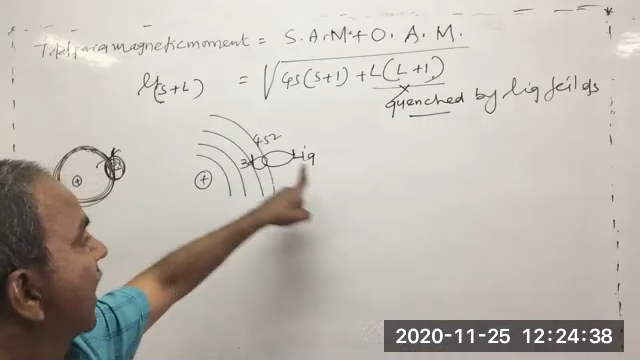 Total paramagnetic moment = S.A.M + O.A.M.
μ(S+L) = √4S(S+1) + L(L+1)
quenched by lig feilds
4s²
3d
Lig
+
+
2020-11-25 12:24:38